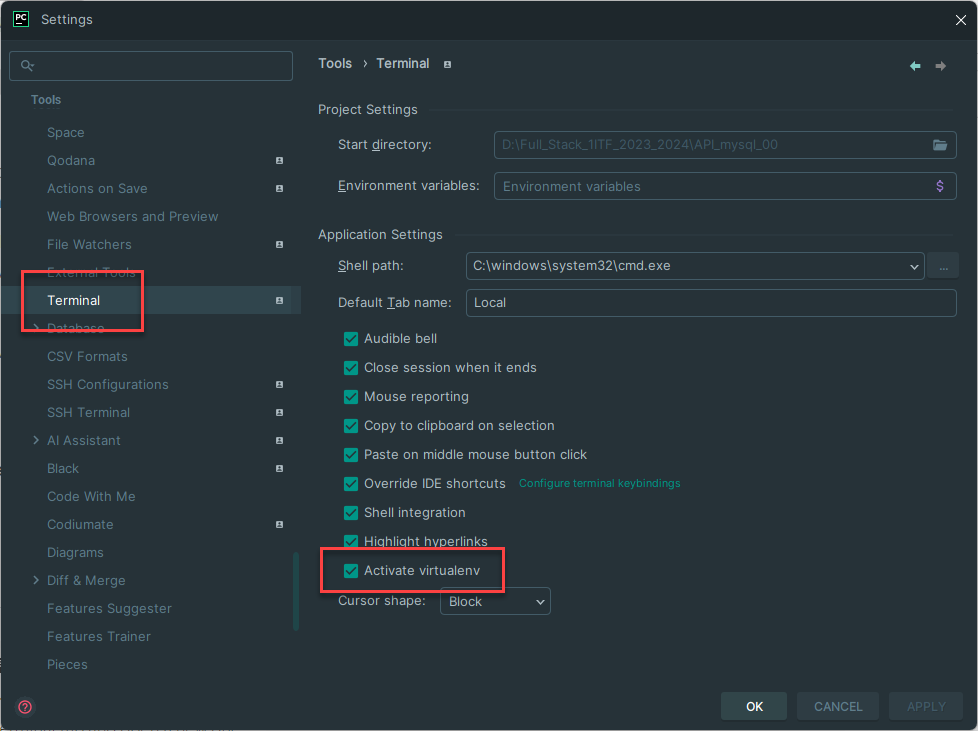 PC
Settings
Tools
Space
Qodana
Actions on Save
Web Browsers and Preview
File Watchers
External Tools
Terminal
Database
CSV Formats
SSH Configurations
SSH Terminal
AI Assistant
Black
Code With Me
Codiumate
Diagrams
Diff & Merge
Features Suggester
Features Trainer
Pieces
Tools › Terminal
Project Settings
Start directory: D:\Full_Stack_1ITF_2023_2024\API_mysql_00
Environment variables: Environment variables $
Application Settings
Shell path: C:\windows\system32\cmd.exe ...
Default Tab name: Local
Audible bell
Close session when it ends
Mouse reporting
Copy to clipboard on selection
Paste on middle mouse button click
Override IDE shortcuts Configure terminal keybindings
Shell integration
Highlight hyperlinks
Activate virtualenv
Cursor shape: Block
?
OK CANCEL APPLY